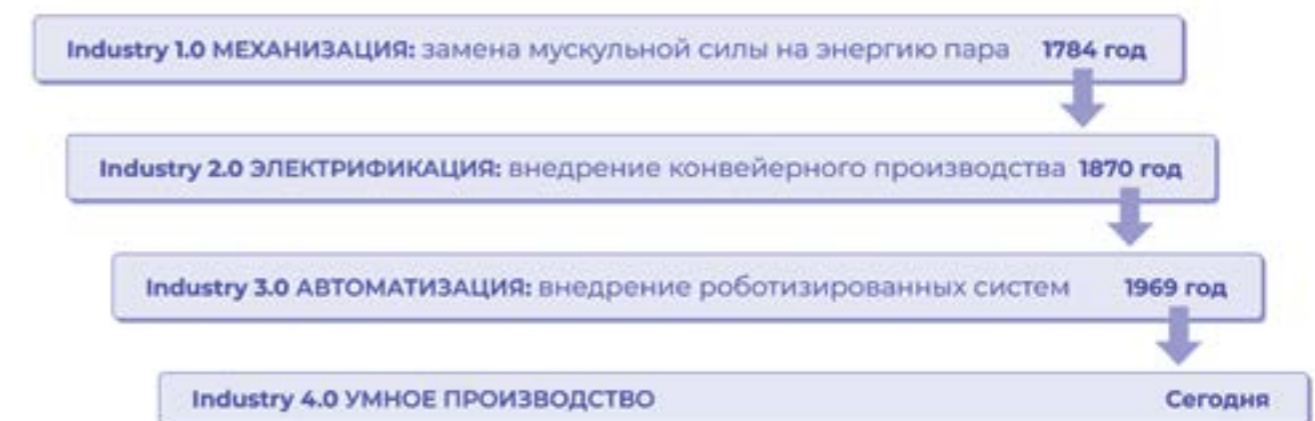 Industry 1.0 МЕХАНИЗАЦИЯ: замена мускульной силы на энергию пара 1784 год
Industry 2.0 ЭЛЕКТРИФИКАЦИЯ: внедрение конвейерного производства 1870 год
Industry 3.0 АВТОМАТИЗАЦИЯ: внедрение роботизированных систем 1969 год
Industry 4.0 УМНОЕ ПРОИЗВОДСТВО Сегодня